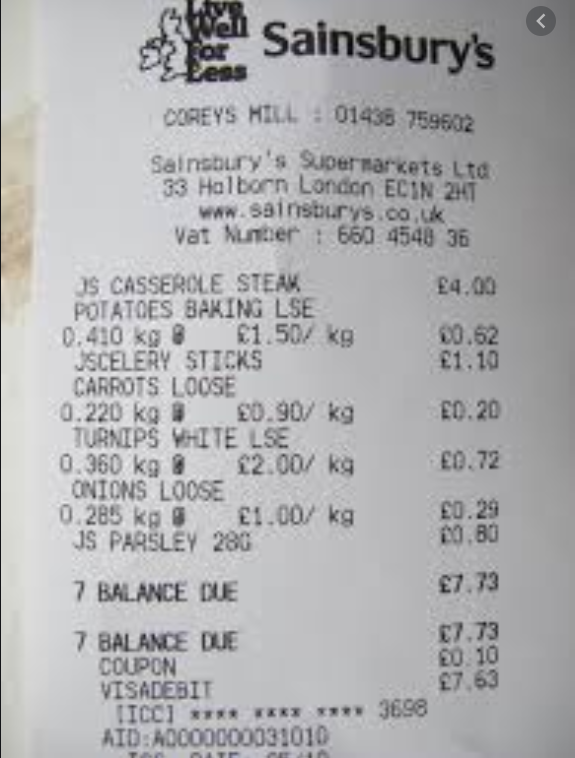 Live
Well
For
Less
Sainsbury's
COREYS MILL : 01438 759602
Sainsbury's Supermarkets Ltd
33 Holborn London EC1N 2HT
www.sainsburys.co.uk
Vat Number : 660 4548 36
JS CASSEROLE STEAK £4.00
POTATOES BAKING LSE
0.410 kg @ £1.50/ kg £0.62
JSCELERY STICKS £1.10
CARROTS LOOSE
0.220 kg @ £0.90/ kg £0.20
TURNIPS WHITE LSE
0.360 kg @ £2.00/ kg £0.72
ONIONS LOOSE
0.285 kg @ £1.00/ kg £0.29
JS PARSLEY 28G £0.80
7 BALANCE DUE £7.73
7 BALANCE DUE £7.73
COUPON £0.10
VISADEBIT £7.63
[ICC] **** **** **** 3698
AID:A0000000031010